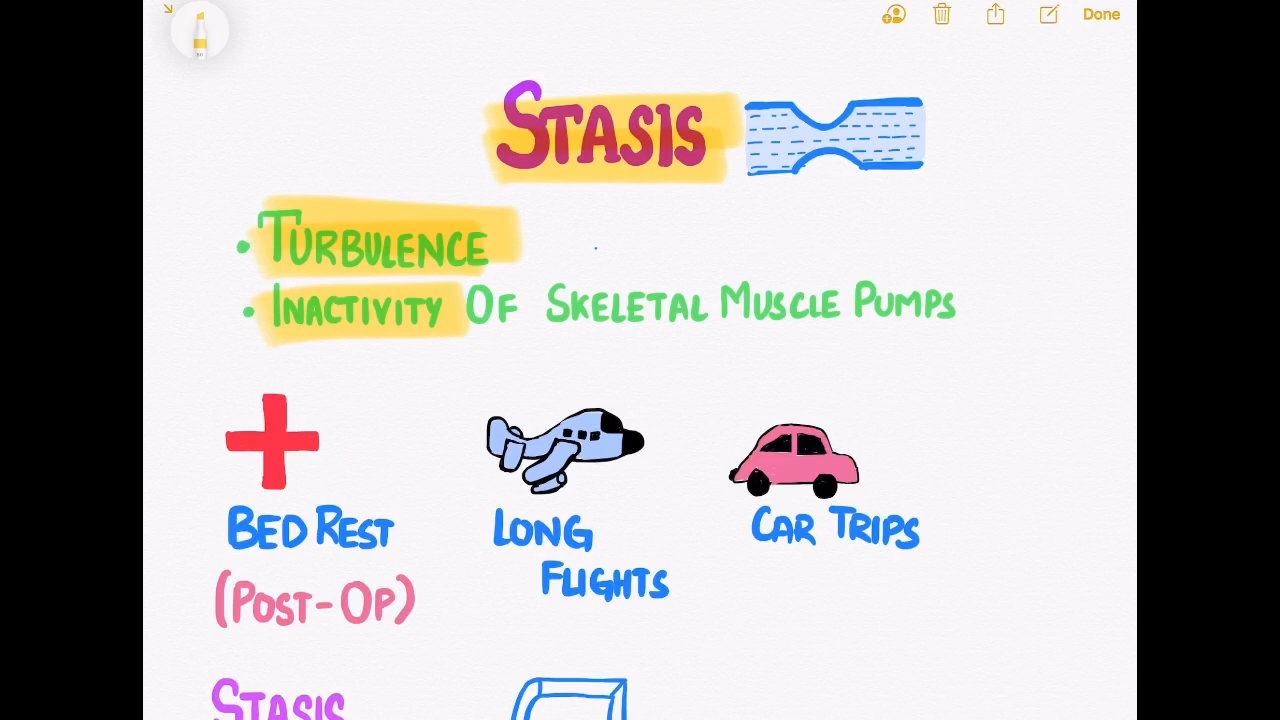 Done
STASIS
• TURBULENCE
• INACTIVITY OF SKELETAL MUSCLE PUMPS
BED REST
(POST-OP)
LONG
FLIGHTS
CAR TRIPS
STASIS